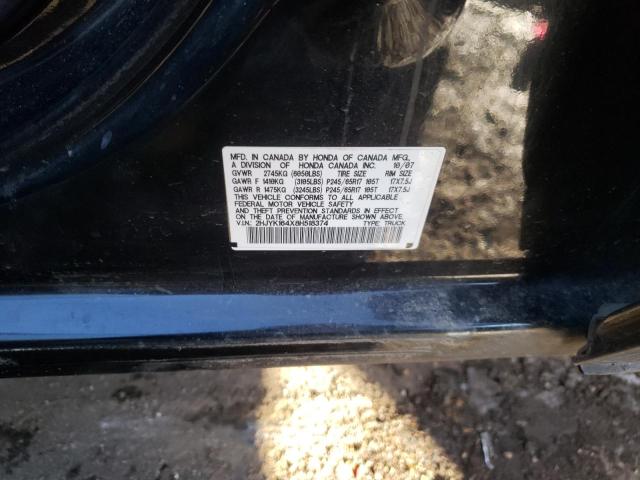 MFD. IN CANADA BY HONDA OF CANADA MFG.,
A DIVISION OF HONDA CANADA INC. 10/07
GVWR 2745KG (6050LBS) TIRE SIZE RIM SIZE
GAWR F 1410KG (3105LBS) P245/65R17 105T 17X7.5J
GAWR R 1475KG (3245LBS) P245/65R17 105T 17X7.5J
THIS VEHICLE CONFORMS TO ALL APPLICABLE
FEDERAL MOTOR VEHICLE SAFETY
AND THEFT PREVENTION STANDARDS IN EFFECT ON
THE DATE OF MANUFACTURE SHOWN ABOVE.
V.I.N.: 2HJYK164X8H518374 TYPE: TRUCK